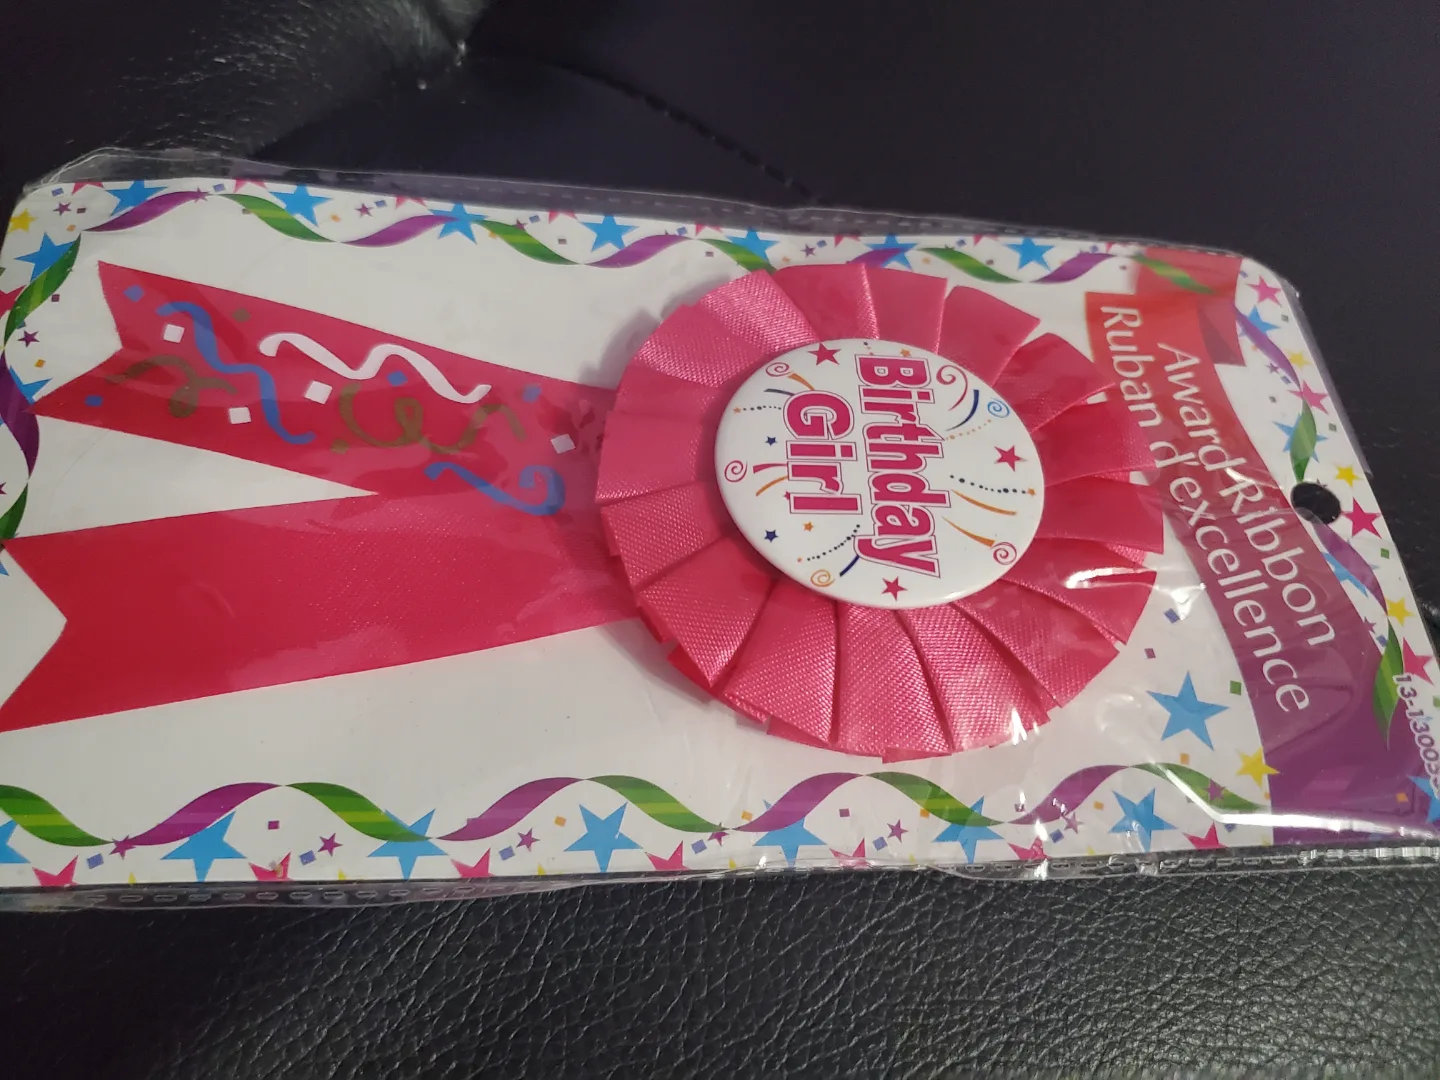 Award Ribbon
Ruban d'excellence
Birthday
Girl